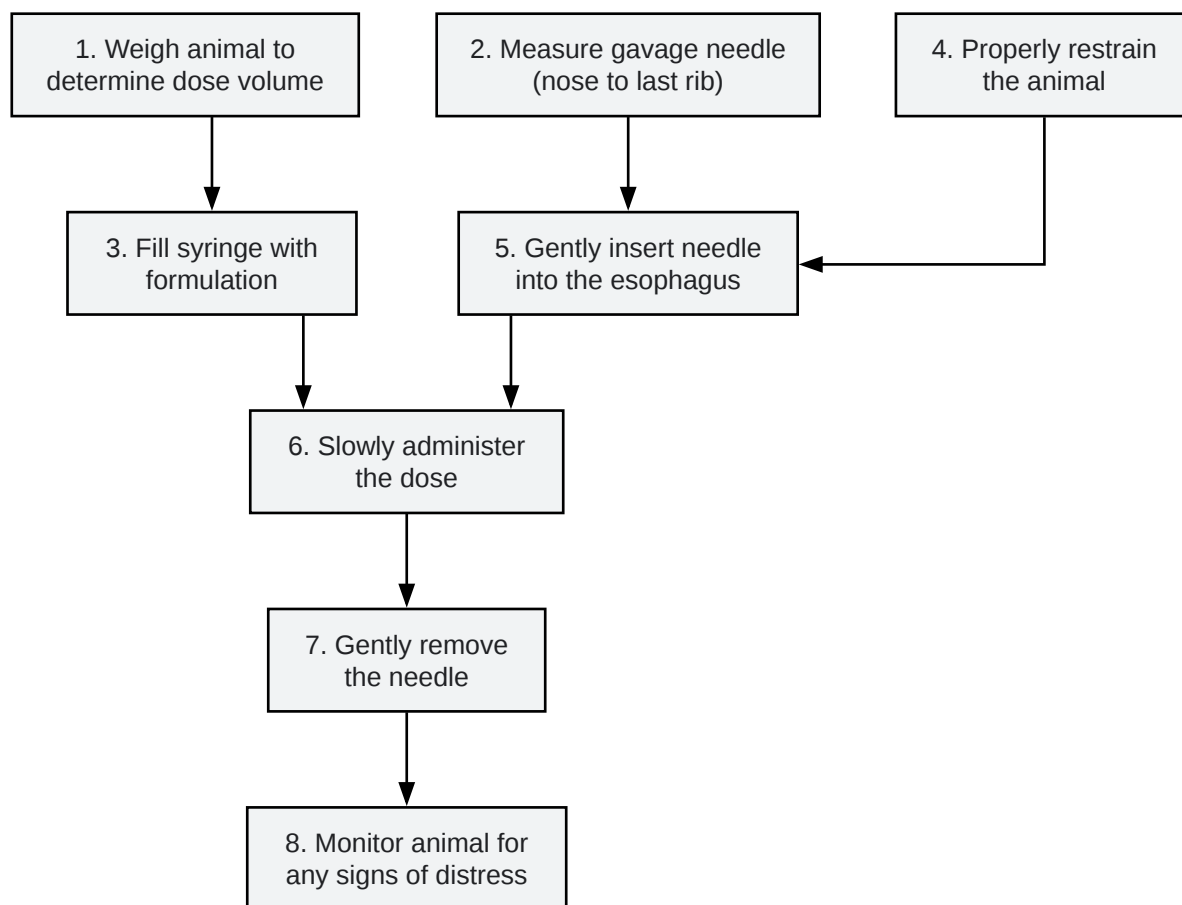 1. Weigh animal to
determine dose volume
2. Measure gavage needle
(nose to last rib)
4. Properly restrain
the animal
3. Fill syringe with
formulation
5. Gently insert needle
into the esophagus
6. Slowly administer
the dose
7. Gently remove
the needle
8. Monitor animal for
any signs of distress